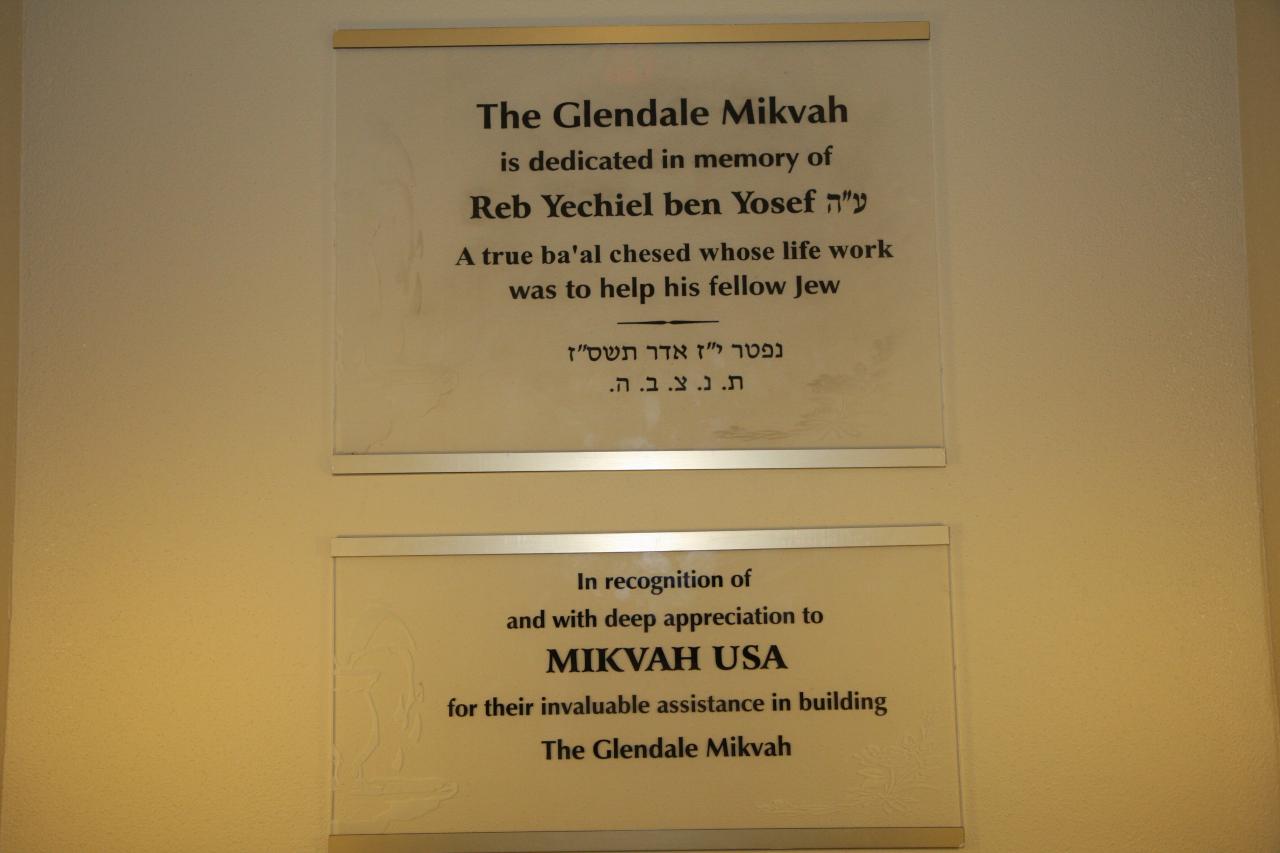 The Glendale Mikvah
is dedicated in memory of
Reb Yechiel ben Yosef ע"ה
A true ba'al chesed whose life work
was to help his fellow Jew
נפטר י"ז אדר תשס"ז
ת. נ. צ. ב. ה.
In recognition of
and with deep appreciation to
MIKVAH USA
for their invaluable assistance in building
The Glendale Mikvah